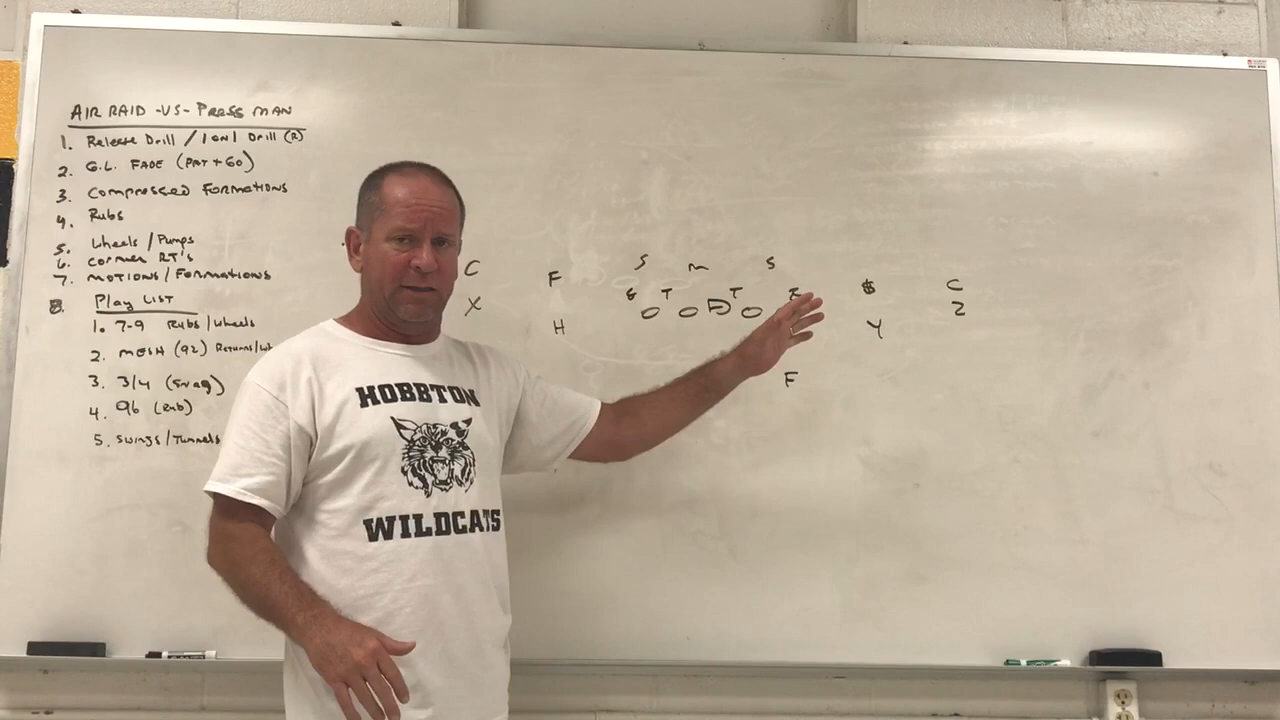 AIR RAID -VS- PRESS MAN
1. Release Drill / 1 on 1 Drill (R)
2. G.L. FADE (PAT + GO)
3. Compressed Formations
4. Rubs
5. Wheels / Pumps
6. Corner RT's
7. Motions / Formations
8. Play List
1. 7-9 Rubs / Wheels
2. MESH (92) Returns /
3. 3/4 (Snag)
4. 96 (Rub)
5. Swings / Tunnels
C F S M S $ C
E T T E
X H Y Z
F
HOBBTON
WILDCATS